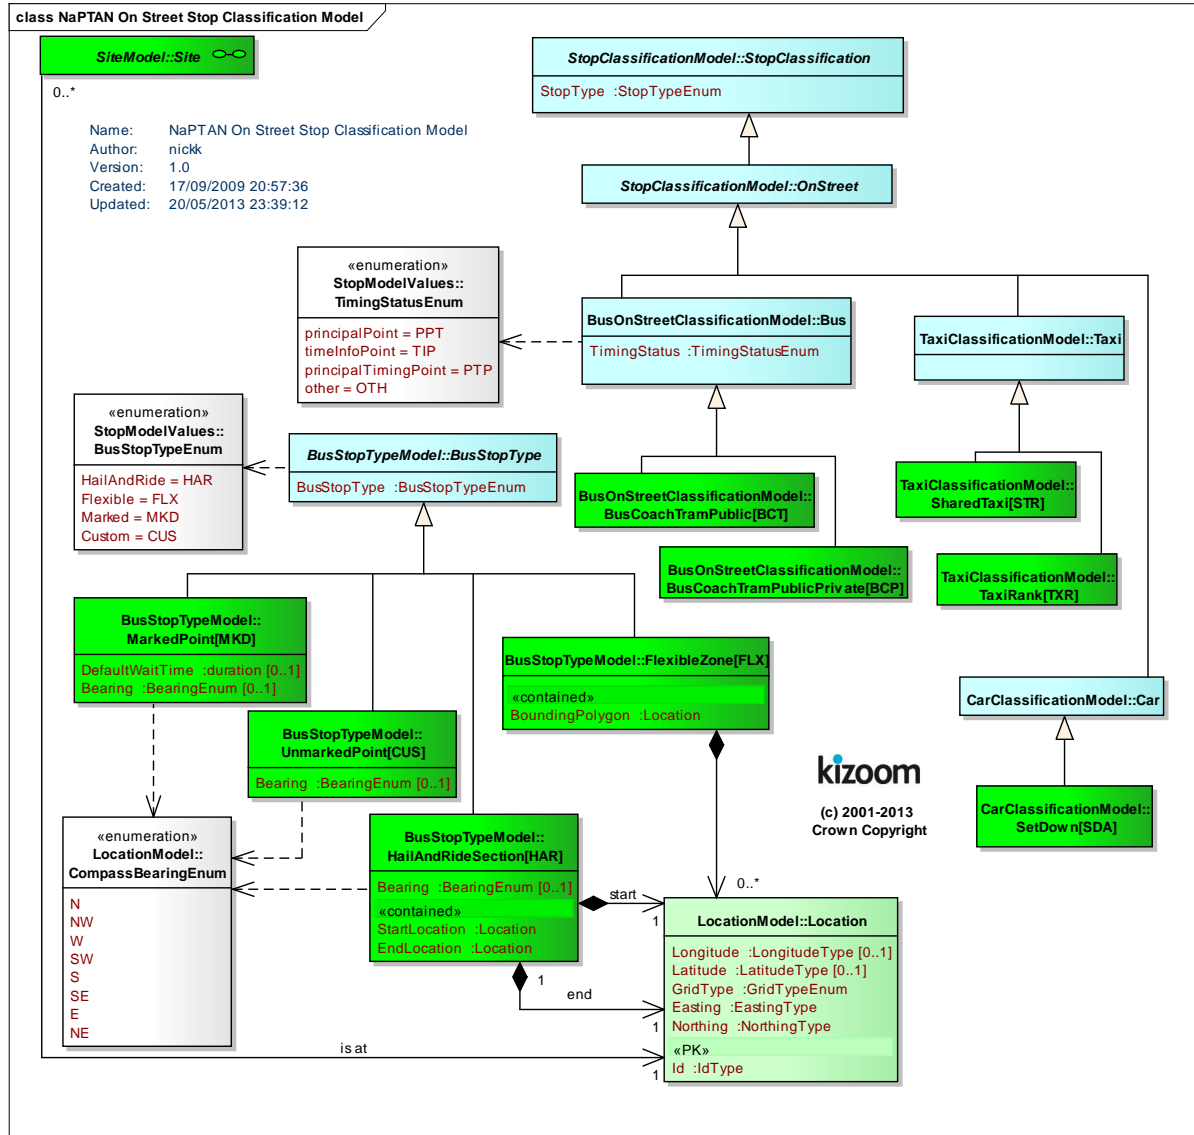 class NaPTAN On Street Stop Classification Model
SiteModel::Site
0..*
Name: NaPTAN On Street Stop Classification Model
Author: nickk
Version: 1.0
Created: 17/09/2009 20:57:36
Updated: 20/05/2013 23:39:12
StopClassificationModel::StopClassification
StopType :StopTypeEnum
StopClassificationModel::OnStreet
«enumeration»
StopModelValues::
TimingStatusEnum
principalPoint = PPT
timeInfoPoint = TIP
principalTimingPoint = PTP
other = OTH
BusOnStreetClassificationModel::Bus
TimingStatus :TimingStatusEnum
TaxiClassificationModel::Taxi
«enumeration»
StopModelValues::
BusStopTypeEnum
HailAndRide = HAR
Flexible = FLX
Marked = MKD
Custom = CUS
BusStopTypeModel::BusStopType
BusStopType :BusStopTypeEnum
BusOnStreetClassificationModel::
BusCoachTramPublic[BCT]
BusOnStreetClassificationModel::
BusCoachTramPublicPrivate[BCP]
TaxiClassificationModel::
SharedTaxi[STR]
TaxiClassificationModel::
TaxiRank[TXR]
BusStopTypeModel::
MarkedPoint[MKD]
DefaultWaitTime :duration [0..1]
Bearing :BearingEnum [0..1]
BusStopTypeModel::FlexibleZone[FLX]
«contained»
BoundingPolygon :Location
CarClassificationModel::Car
BusStopTypeModel::
UnmarkedPoint[CUS]
Bearing :BearingEnum [0..1]
kizoom
(c) 2001-2013
Crown Copyright
CarClassificationModel::
SetDown[SDA]
«enumeration»
LocationModel::
CompassBearingEnum
N
NW
W
SW
S
SE
E
NE
BusStopTypeModel::
HailAndRideSection[HAR]
Bearing :BearingEnum [0..1]
«contained»
StartLocation :Location
EndLocation :Location
start
1
0..*
1
end
1
LocationModel::Location
Longitude :LongitudeType [0..1]
Latitude :LatitudeType [0..1]
GridType :GridTypeEnum
Easting :EastingType
Northing :NorthingType
«PK»
Id :IdType
is at
1